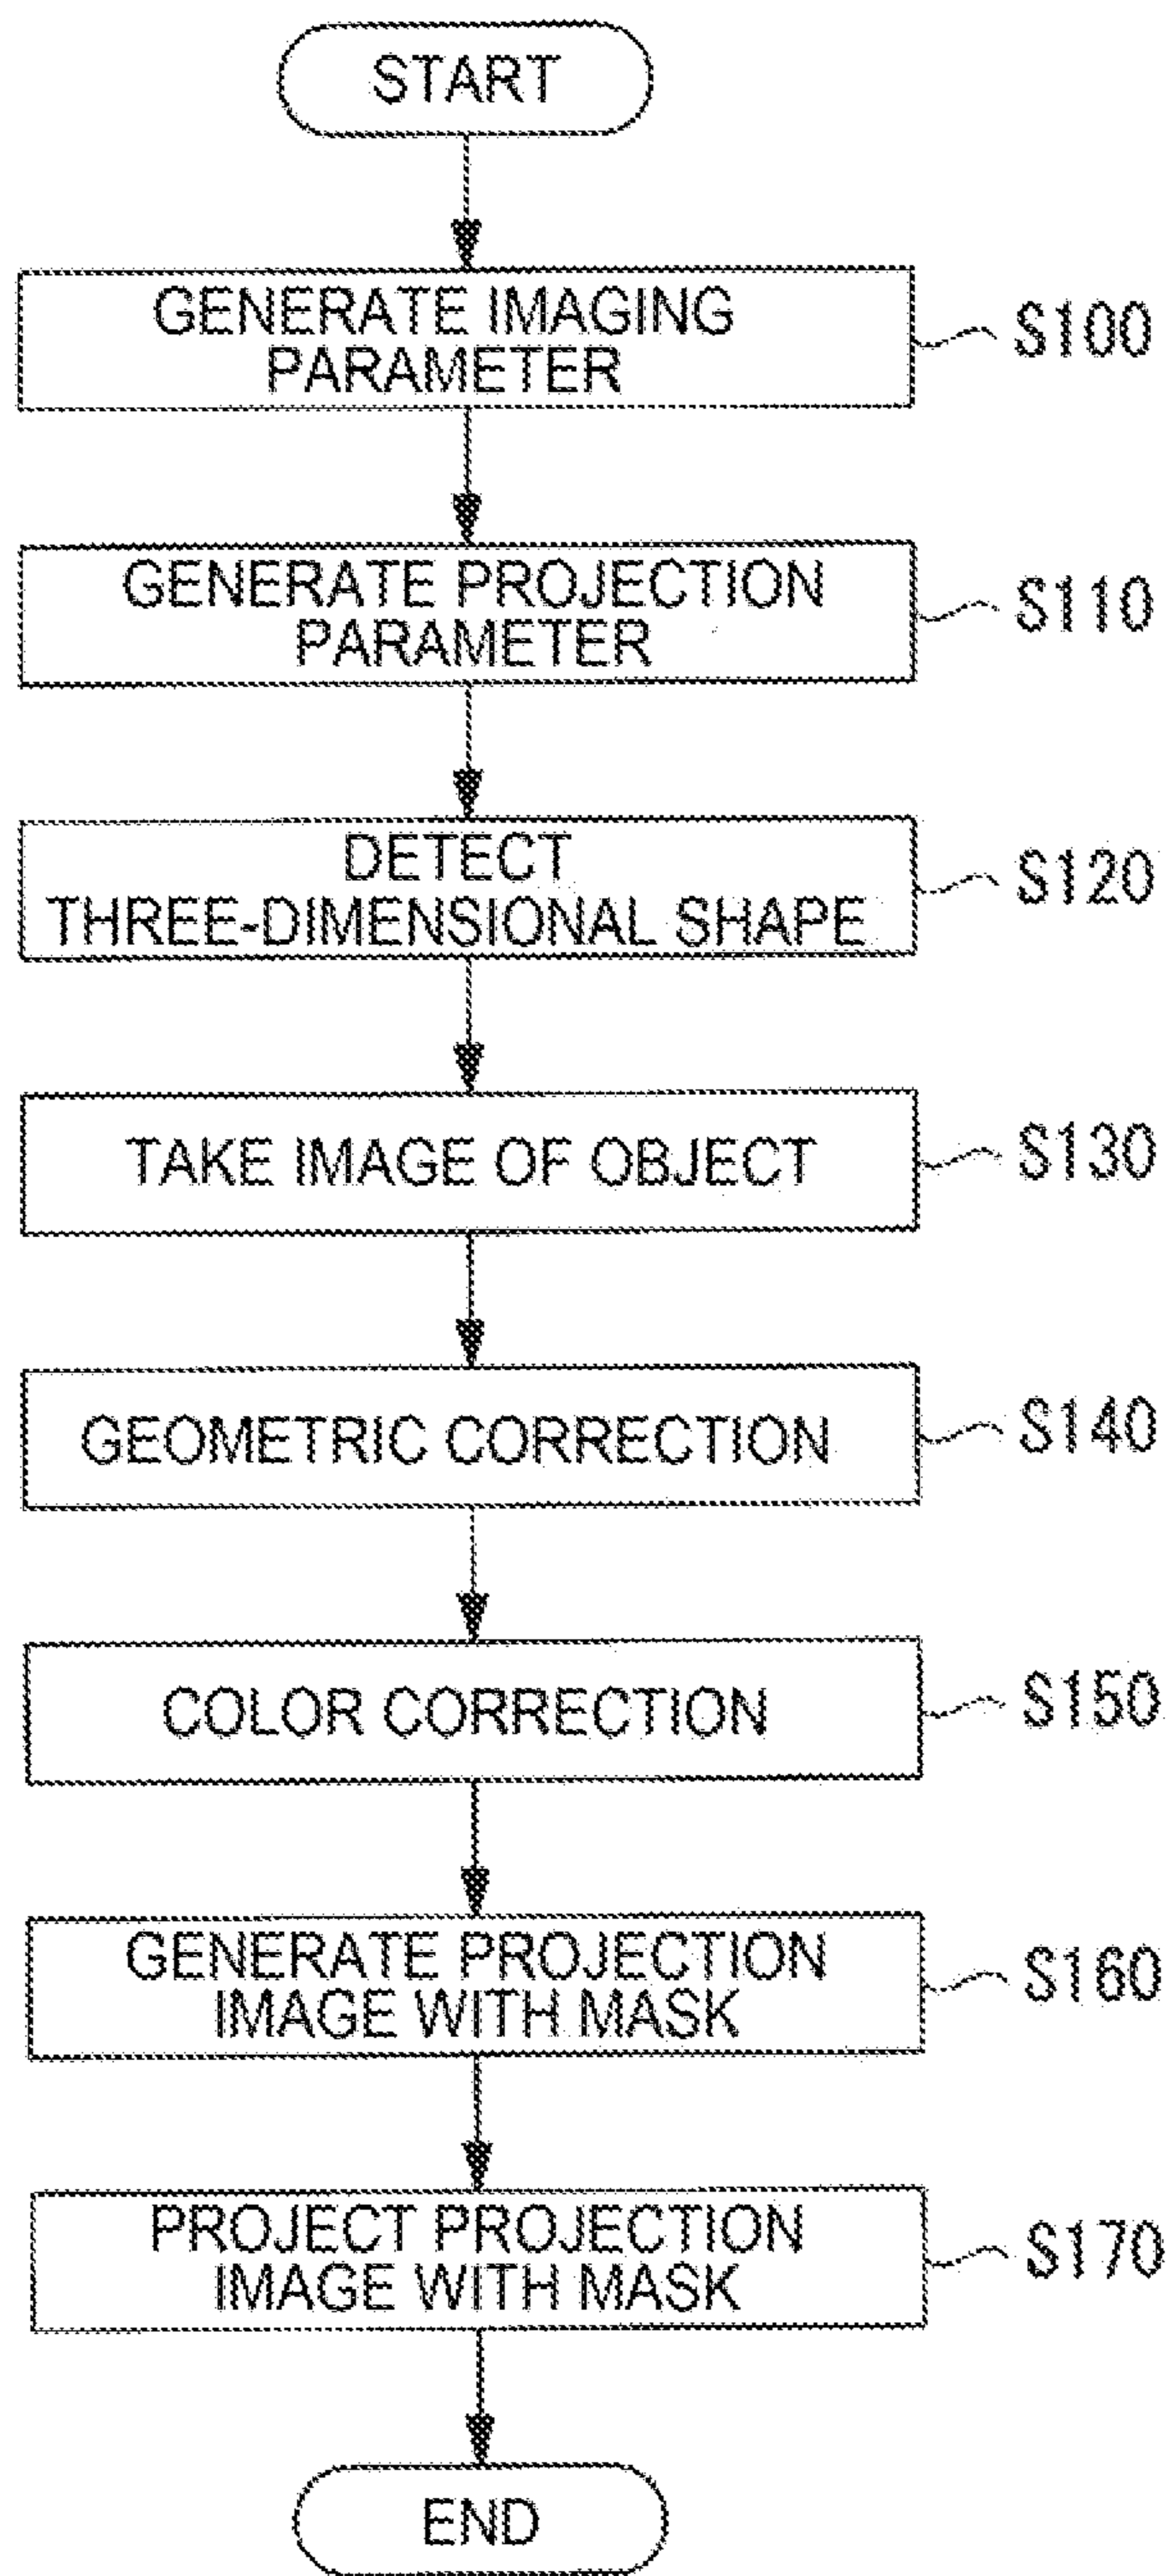 START
GENERATE IMAGING
PARAMETER
S100
GENERATE PROJECTION
PARAMETER
S110
DETECT
THREE-DIMENSIONAL SHAPE
S120
TAKE IMAGE OF OBJECT
S130
GEOMETRIC CORRECTION
S140
COLOR CORRECTION
S150
GENERATE PROJECTION
IMAGE WITH MASK
S160
PROJECT PROJECTION
IMAGE WITH MASK
S170
END